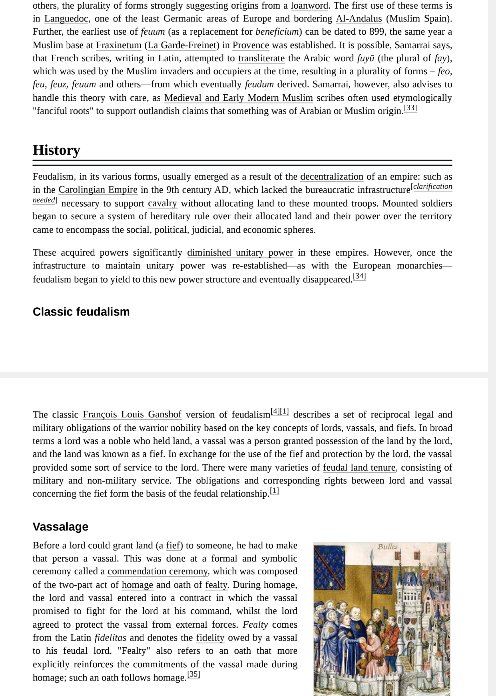 others, the plurality of forms strongly suggesting origins from a loanword. The first use of these terms is
in Languedoc, one of the least Germanic areas of Europe and bordering Al-Andalus (Muslim Spain).
Further, the earliest use of feuum (as a replacement for beneficium) can be dated to 899, the same year a
Muslim base at Fraxinetum (La Garde-Freinet) in Provence was established. It is possible, Samarrai says,
that French scribes, writing in Latin, attempted to transliterate the Arabic word fuyū (the plural of fay),
which was used by the Muslim invaders and occupiers at the time, resulting in a plurality of forms – feo,
feu, feuz, feuum and others—from which eventually feudum derived. Samarrai, however, also advises to
handle this theory with care, as Medieval and Early Modern Muslim scribes often used etymologically
"fanciful roots" to support outlandish claims that something was of Arabian or Muslim origin.[33]
History
Feudalism, in its various forms, usually emerged as a result of the decentralization of an empire: such as
in the Carolingian Empire in the 9th century AD, which lacked the bureaucratic infrastructure[clarification
needed] necessary to support cavalry without allocating land to these mounted troops. Mounted soldiers
began to secure a system of hereditary rule over their allocated land and their power over the territory
came to encompass the social, political, judicial, and economic spheres.
These acquired powers significantly diminished unitary power in these empires. However, once the
infrastructure to maintain unitary power was re-established—as with the European monarchies—
feudalism began to yield to this new power structure and eventually disappeared.[34]
Classic feudalism
The classic François Louis Ganshof version of feudalism[4][1] describes a set of reciprocal legal and
military obligations of the warrior nobility based on the key concepts of lords, vassals, and fiefs. In broad
terms a lord was a noble who held land, a vassal was a person granted possession of the land by the lord,
and the land was known as a fief. In exchange for the use of the fief and protection by the lord, the vassal
provided some sort of service to the lord. There were many varieties of feudal land tenure, consisting of
military and non-military service. The obligations and corresponding rights between lord and vassal
concerning the fief form the basis of the feudal relationship.[1]
Vassalage
Before a lord could grant land (a fief) to someone, he had to make
that person a vassal. This was done at a formal and symbolic
ceremony called a commendation ceremony, which was composed
of the two-part act of homage and oath of fealty. During homage,
the lord and vassal entered into a contract in which the vassal
promised to fight for the lord at his command, whilst the lord
agreed to protect the vassal from external forces. Fealty comes
from the Latin fidelitas and denotes the fidelity owed by a vassal
to his feudal lord. "Fealty" also refers to an oath that more
explicitly reinforces the commitments of the vassal made during
homage; such an oath follows homage.[35]